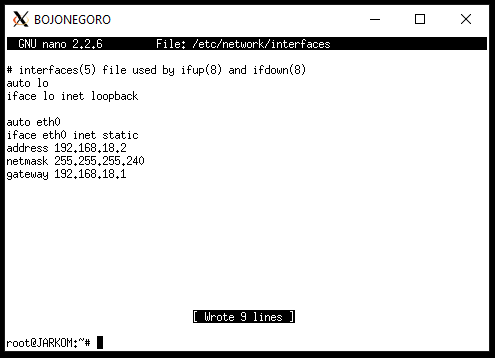 BOJONEGORO
GNU nano 2.2.6 File: /etc/network/interfaces
# interfaces(5) file used by ifup(8) and ifdown(8)
auto lo
iface lo inet loopback
auto eth0
iface eth0 inet static
address 192.168.18.2
netmask 255.255.255.240
gateway 192.168.18.1
[ Wrote 9 lines ]
root@JARKOM:~#